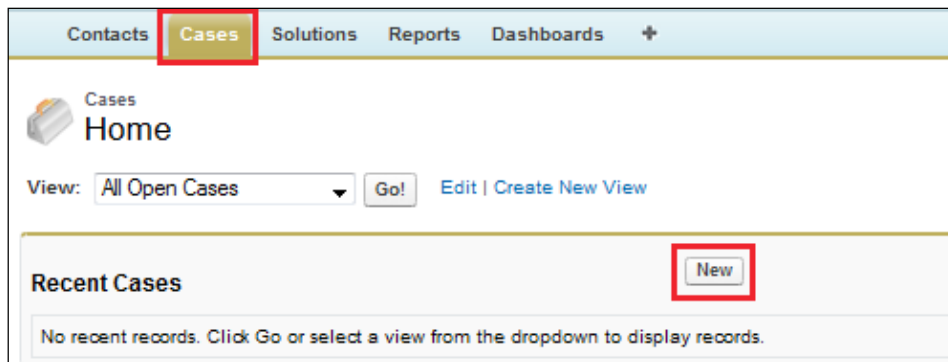 Contacts Cases Solutions Reports Dashboards +
Cases
Home
View: All Open Cases Go! Edit | Create New View
Recent Cases New
No recent records. Click Go or select a view from the dropdown to display records.